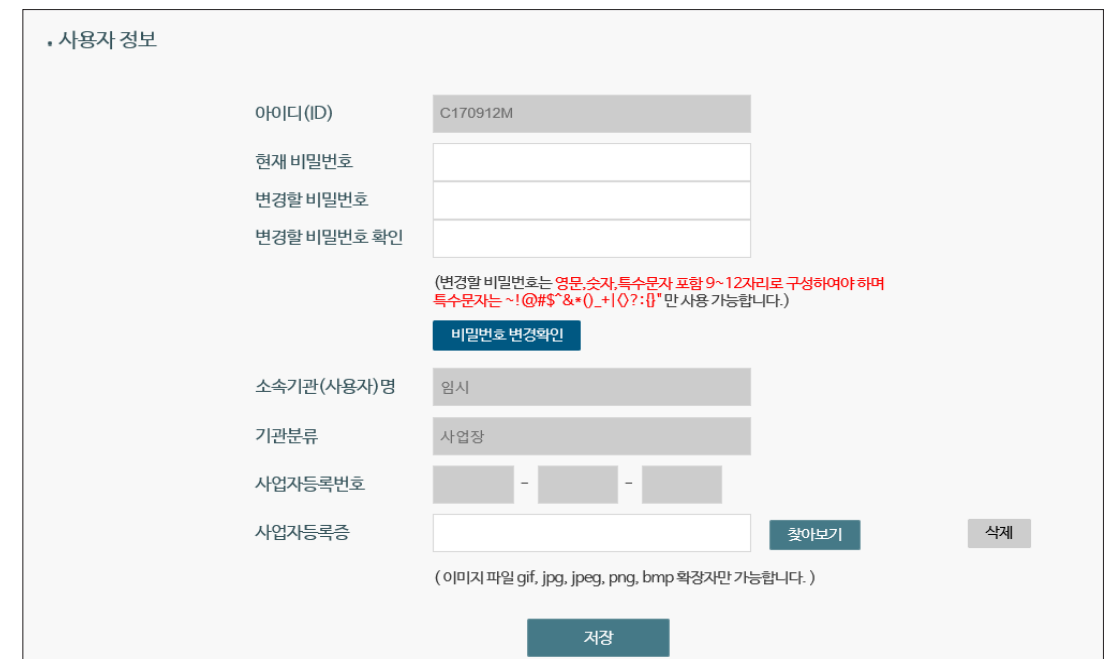 . 사용자 정보
아이디(ID) C170912M
현재 비밀번호
변경할 비밀번호
변경할 비밀번호 확인
(변경할 비밀번호는 영문,숫자,특수문자 포함 9~12자리로 구성하여야 하며
특수문자는 ~!@#$^&*()_+|<>?:{}"만 사용 가능합니다.)
비밀번호 변경확인
소속기관(사용자)명 임시
기관분류 사업장
사업자등록번호 - -
사업자등록증 찾아보기 삭제
( 이미지 파일 gif, jpg, jpeg, png, bmp 확장자만 가능합니다. )
저장